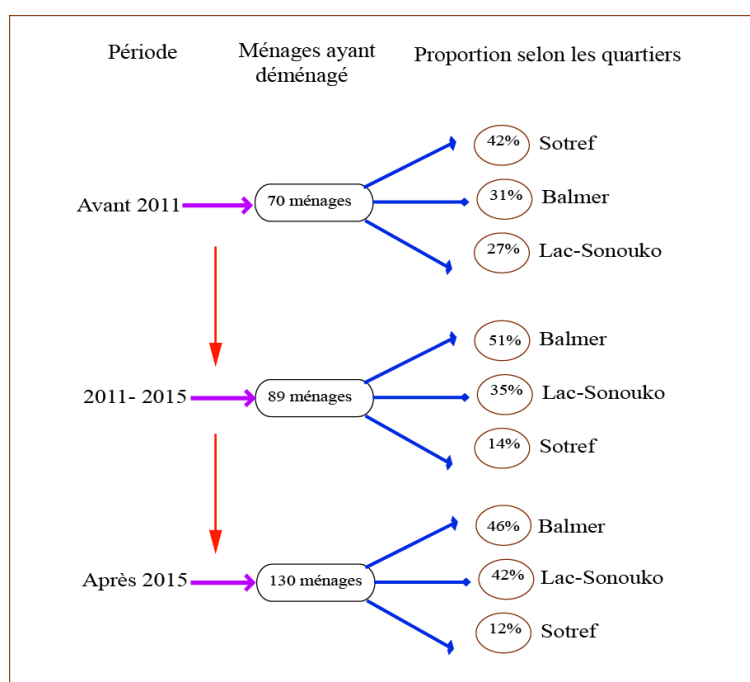 Période
Ménages ayant
déménagé
Proportion selon les quartiers
Avant 2011
70 ménages
42% Sotref
31% Balmer
27% Lac-Sonouko
2011- 2015
89 ménages
51% Balmer
35% Lac-Sonouko
14% Sotref
Après 2015
130 ménages
46% Balmer
42% Lac-Sonouko
12% Sotref